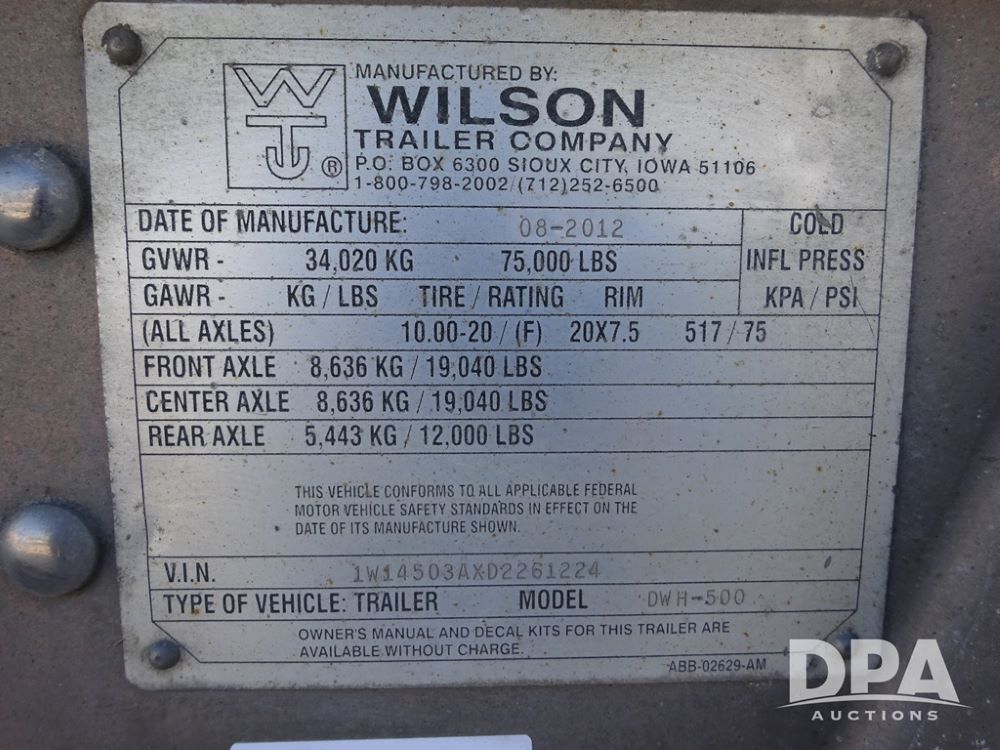 MANUFACTURED BY:
WILSON
TRAILER COMPANY
P.O. BOX 6300 SIOUX CITY, IOWA 51106
1-800-798-2002/(712)252-6500
WT ®
DATE OF MANUFACTURE: 08-2012 COLD
GVWR - 34,020 KG 75,000 LBS INFL PRESS
GAWR - KG / LBS TIRE / RATING RIM KPA / PSI
(ALL AXLES) 10.00-20 / (F) 20X7.5 517 / 75
FRONT AXLE 8,636 KG / 19,040 LBS
CENTER AXLE 8,636 KG / 19,040 LBS
REAR AXLE 5,443 KG / 12,000 LBS
THIS VEHICLE CONFORMS TO ALL APPLICABLE FEDERAL
MOTOR VEHICLE SAFETY STANDARDS IN EFFECT ON THE
DATE OF ITS MANUFACTURE SHOWN.
V.I.N. 1W14503AXD2261224
TYPE OF VEHICLE: TRAILER MODEL DWH-500
OWNER'S MANUAL AND DECAL KITS FOR THIS TRAILER ARE
AVAILABLE WITHOUT CHARGE.
ABB-02629-AM
DPA
AUCTIONS